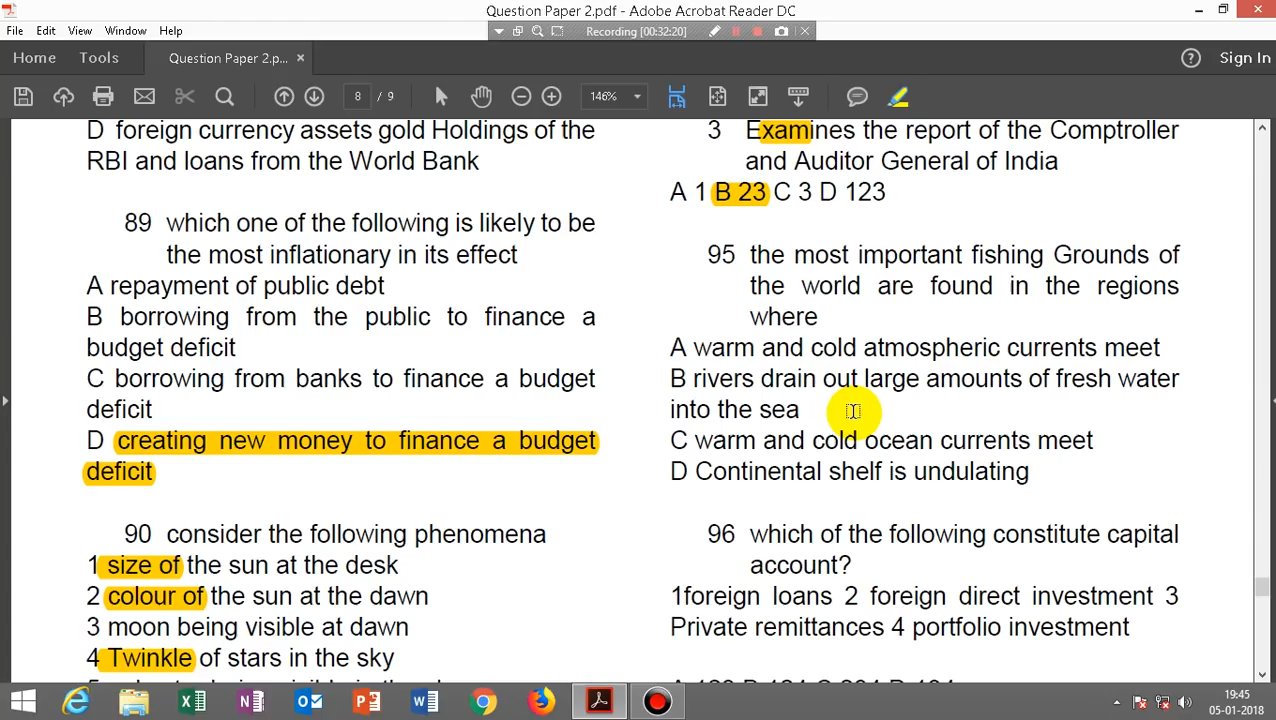 Question Paper 2.pdf - Adobe Acrobat Reader DC
File Edit View Window Help
Recording [00:32:20]
Home Tools Question Paper 2.p... × Sign In
8 / 9 146%
D foreign currency assets gold Holdings of the
RBI and loans from the World Bank
89 which one of the following is likely to be
the most inflationary in its effect
A repayment of public debt
B borrowing from the public to finance a
budget deficit
C borrowing from banks to finance a budget
deficit
D creating new money to finance a budget
deficit
90 consider the following phenomena
1 size of the sun at the desk
2 colour of the sun at the dawn
3 moon being visible at dawn
4 Twinkle of stars in the sky
3 Examines the report of the Comptroller
and Auditor General of India
A 1 B 23 C 3 D 123
95 the most important fishing Grounds of
the world are found in the regions
where
A warm and cold atmospheric currents meet
B rivers drain out large amounts of fresh water
into the sea
C warm and cold ocean currents meet
D Continental shelf is undulating
96 which of the following constitute capital
account?
1foreign loans 2 foreign direct investment 3
Private remittances 4 portfolio investment
19:45
05-01-2018